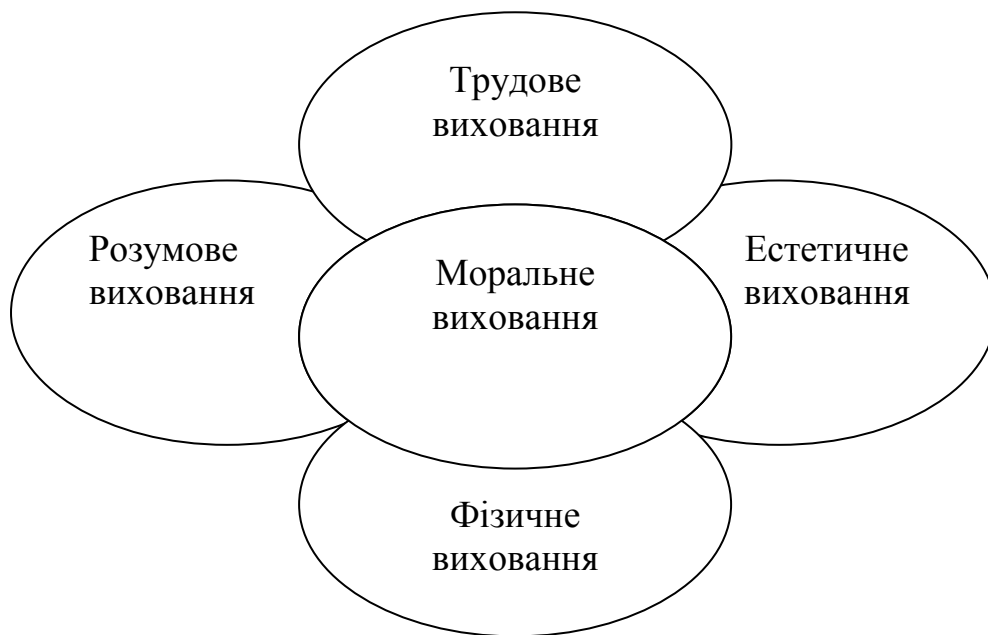 Трудове
виховання
Розумове
виховання
Моральне
виховання
Естетичне
виховання
Фізичне
виховання